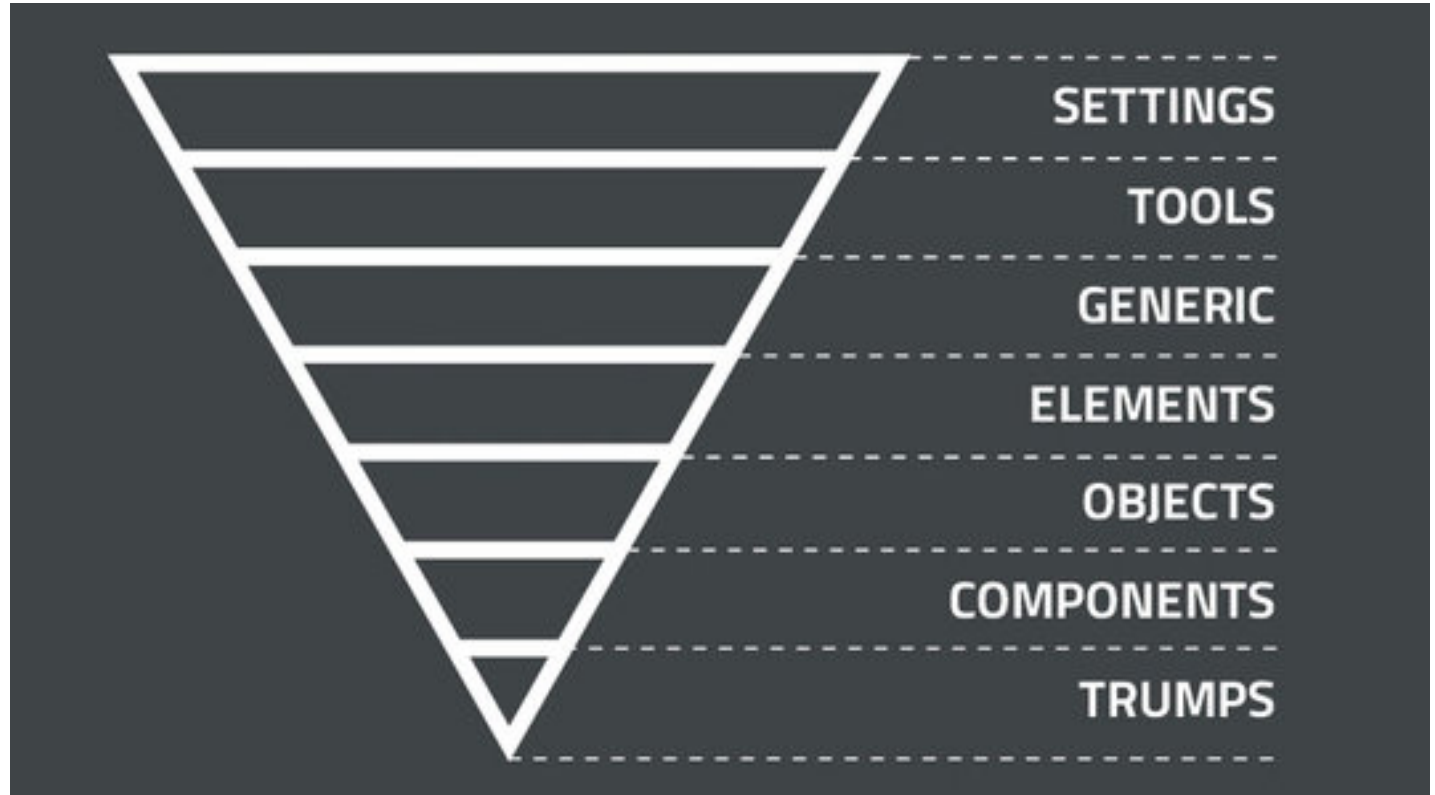 SETTINGS
TOOLS
GENERIC
ELEMENTS
OBJECTS
COMPONENTS
TRUMPS